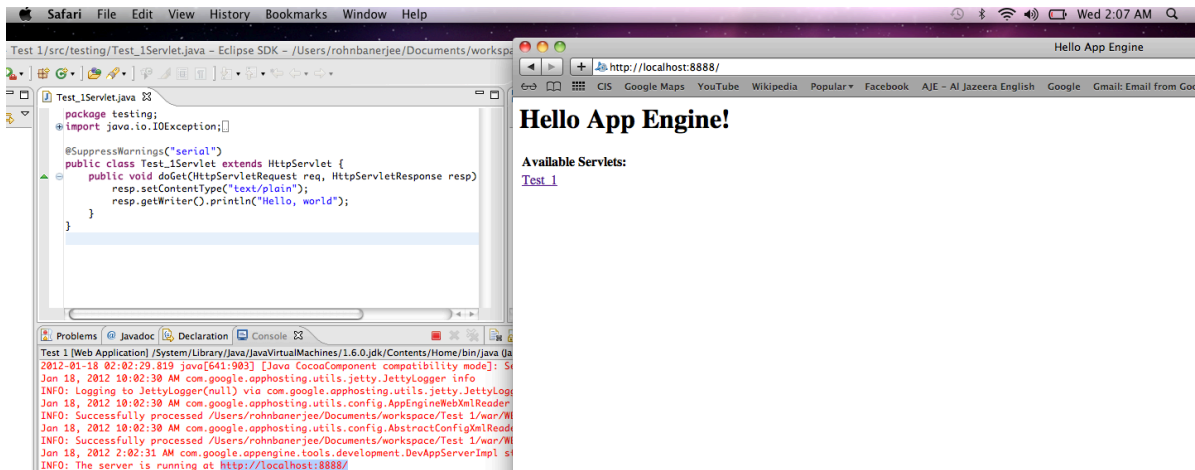 Safari File Edit View History Bookmarks Window Help Wed 2:07 AM
Test 1/src/testing/Test_1Servlet.java - Eclipse SDK - /Users/rohnbanerjee/Documents/workspa
Test_1Servlet.java
package testing;
import java.io.IOException;
@SuppressWarnings("serial")
public class Test_1Servlet extends HttpServlet {
public void doGet(HttpServletRequest req, HttpServletResponse resp)
resp.setContentType("text/plain");
resp.getWriter().println("Hello, world");
}
}
Problems @ Javadoc Declaration Console
Test 1 [Web Application] /System/Library/Java/JavaVirtualMachines/1.6.0.jdk/Contents/Home/bin/java (Ja
2012-01-18 02:02:29.819 java[641:903] [Java CocoaComponent compatibility mode]: Se
Jan 18, 2012 10:02:30 AM com.google.apphosting.utils.jetty.JettyLogger info
INFO: Logging to JettyLogger(null) via com.google.apphosting.utils.jetty.JettyLogg
Jan 18, 2012 10:02:30 AM com.google.apphosting.utils.config.AppEngineWebXmlReader
INFO: Successfully processed /Users/rohnbanerjee/Documents/workspace/Test 1/war/WE
Jan 18, 2012 10:02:30 AM com.google.apphosting.utils.config.AbstractConfigXmlReade
INFO: Successfully processed /Users/rohnbanerjee/Documents/workspace/Test 1/war/WE
Jan 18, 2012 2:02:31 AM com.google.appengine.tools.development.DevAppServerImpl st
INFO: The server is running at http://localhost:8888/
Hello App Engine
http://localhost:8888/
CIS Google Maps YouTube Wikipedia Popular Facebook AJE - Al Jazeera English Google Gmail: Email from Goo
Hello App Engine!
Available Servlets:
Test_1